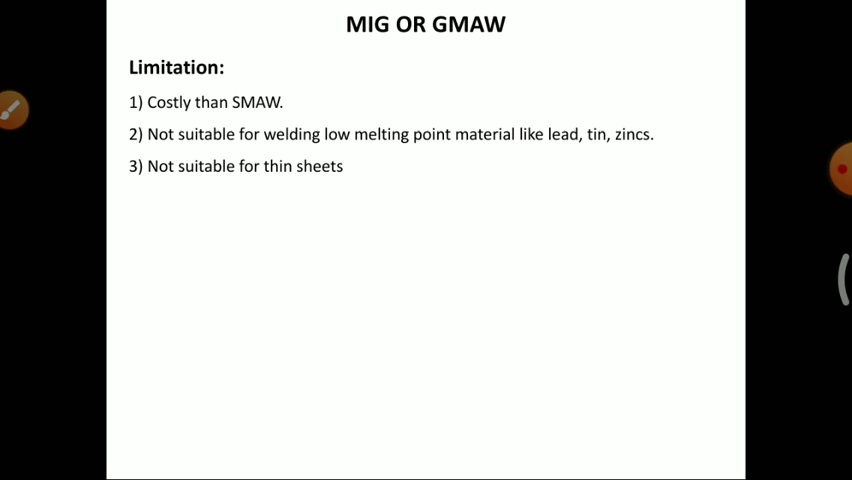 MIG OR GMAW
Limitation:
1) Costly than SMAW.
2) Not suitable for welding low melting point material like lead, tin, zincs.
3) Not suitable for thin sheets